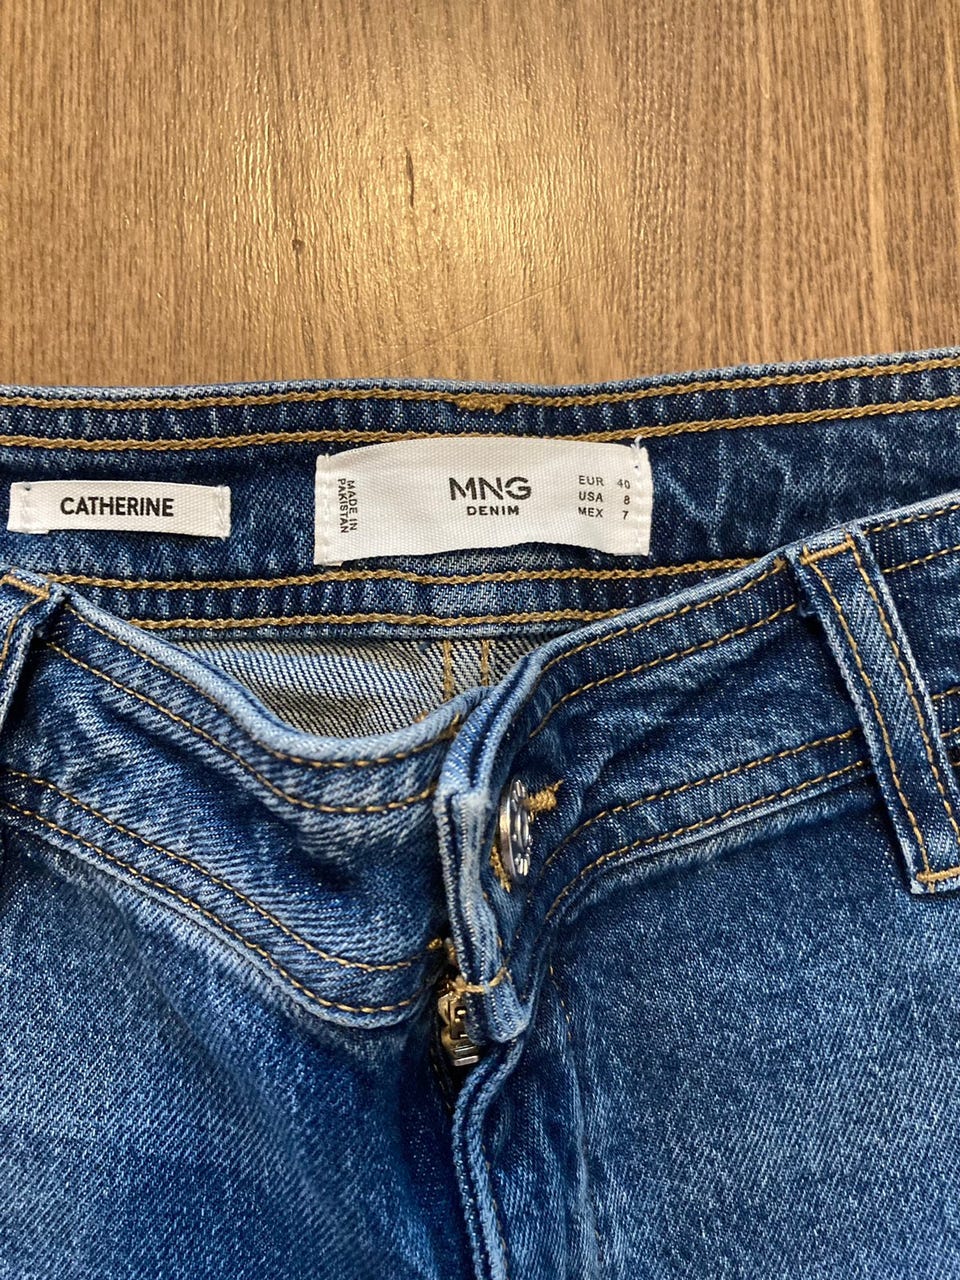 CATHERINE
MADE IN
PAKISTAN
MNG
DENIM
EUR 40
USA 8
MEX 7